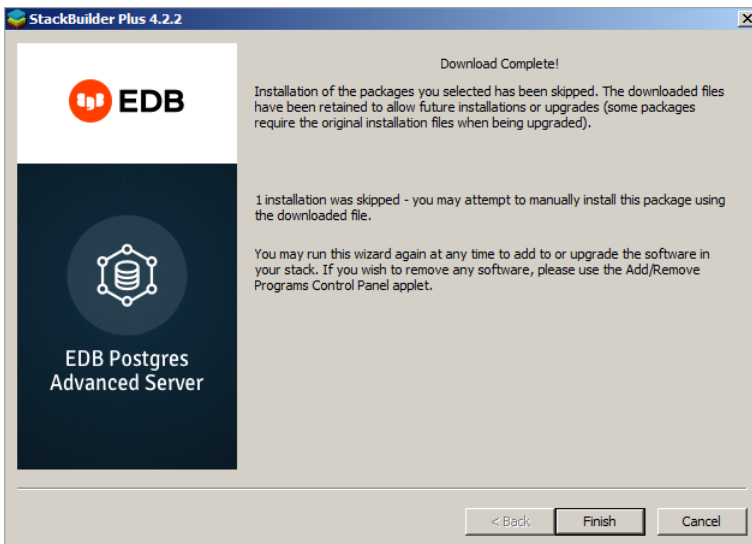 StackBuilder Plus 4.2.2
EDB
Download Complete!
Installation of the packages you selected has been skipped. The downloaded files
have been retained to allow future installations or upgrades (some packages
require the original installation files when being upgraded).
1 installation was skipped - you may attempt to manually install this package using
the downloaded file.
You may run this wizard again at any time to add to or upgrade the software in
your stack. If you wish to remove any software, please use the Add/Remove
Programs Control Panel applet.
EDB Postgres
Advanced Server
< Back
Finish
Cancel